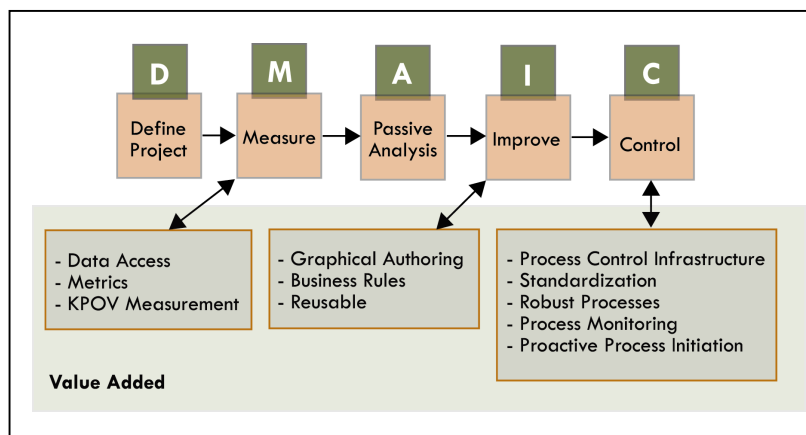 D
M
A
I
C
Define
Project
Measure
Passive
Analysis
Improve
Control
- Data Access
- Metrics
- KPOV Measurement
- Graphical Authoring
- Business Rules
- Reusable
- Process Control Infrastructure
- Standardization
- Robust Processes
- Process Monitoring
- Proactive Process Initiation
Value Added